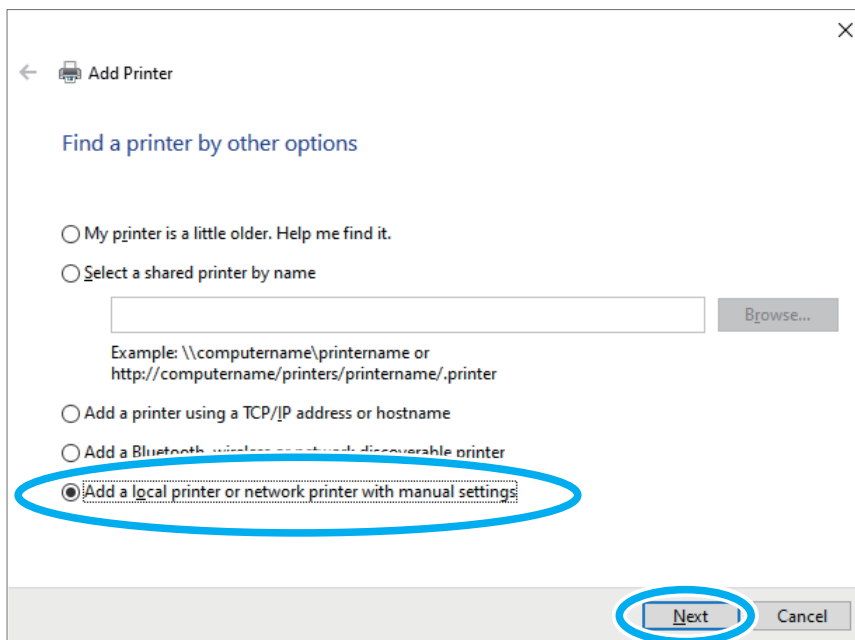 Add Printer
Find a printer by other options
My printer is a little older. Help me find it.
Select a shared printer by name
Browse...
Example: \\computername\printername or
http://computername/printers/printername/.printer
Add a printer using a TCP/IP address or hostname
Add a Bluetooth, wireless or network discoverable printer
Add a local printer or network printer with manual settings
Next
Cancel